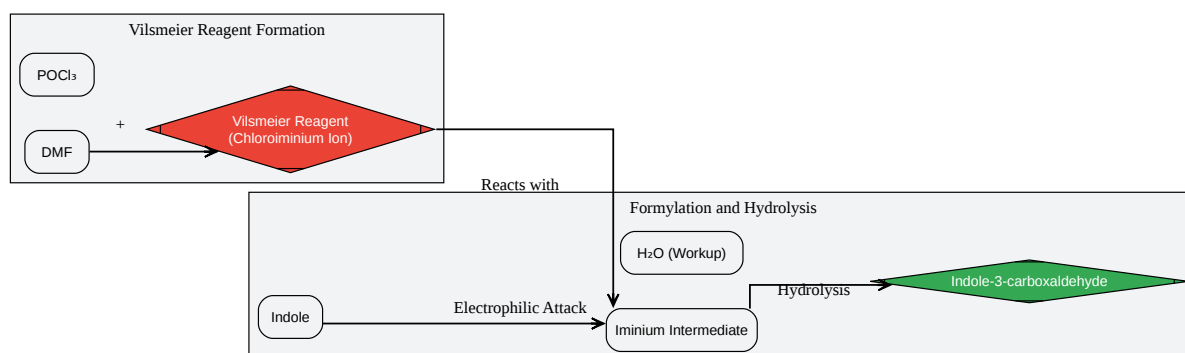 Vilsmeier Reagent Formation
POCl₃
+
Vilsmeier Reagent
(Chloroiminium Ion)
DMF
Reacts with
Formylation and Hydrolysis
H₂O (Workup)
Indole-3-carboxaldehyde
Hydrolysis
Electrophilic Attack
Indole
Iminium Intermediate